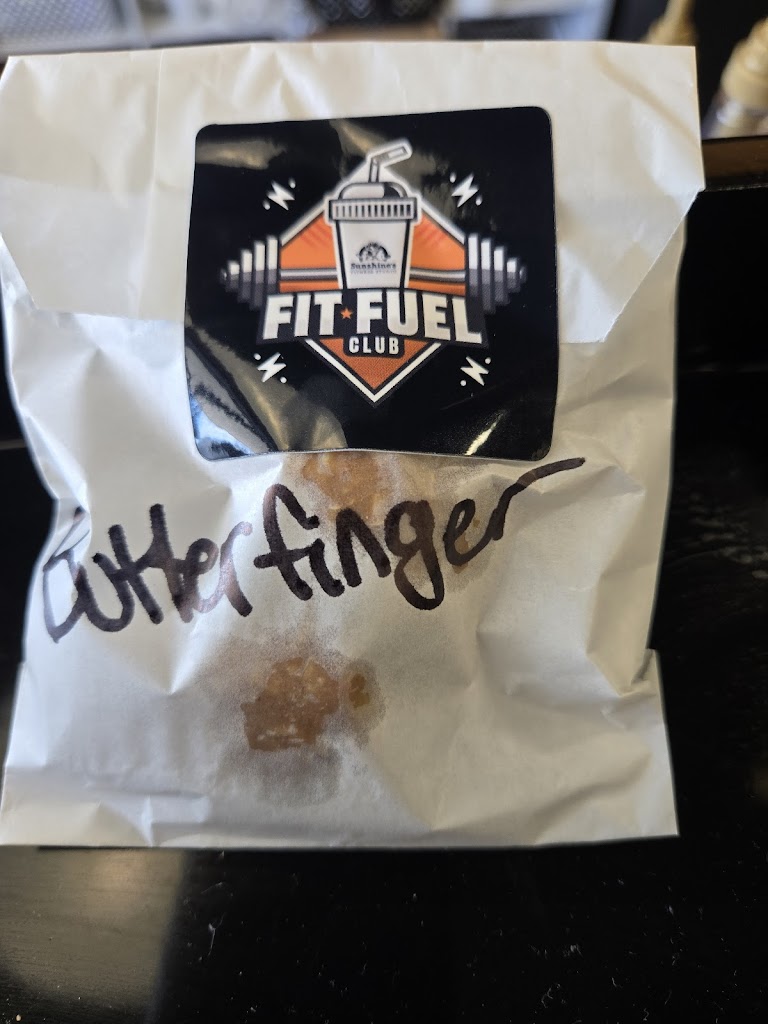 Sunshine's
FIT FUEL
CLUB
Butterfinger